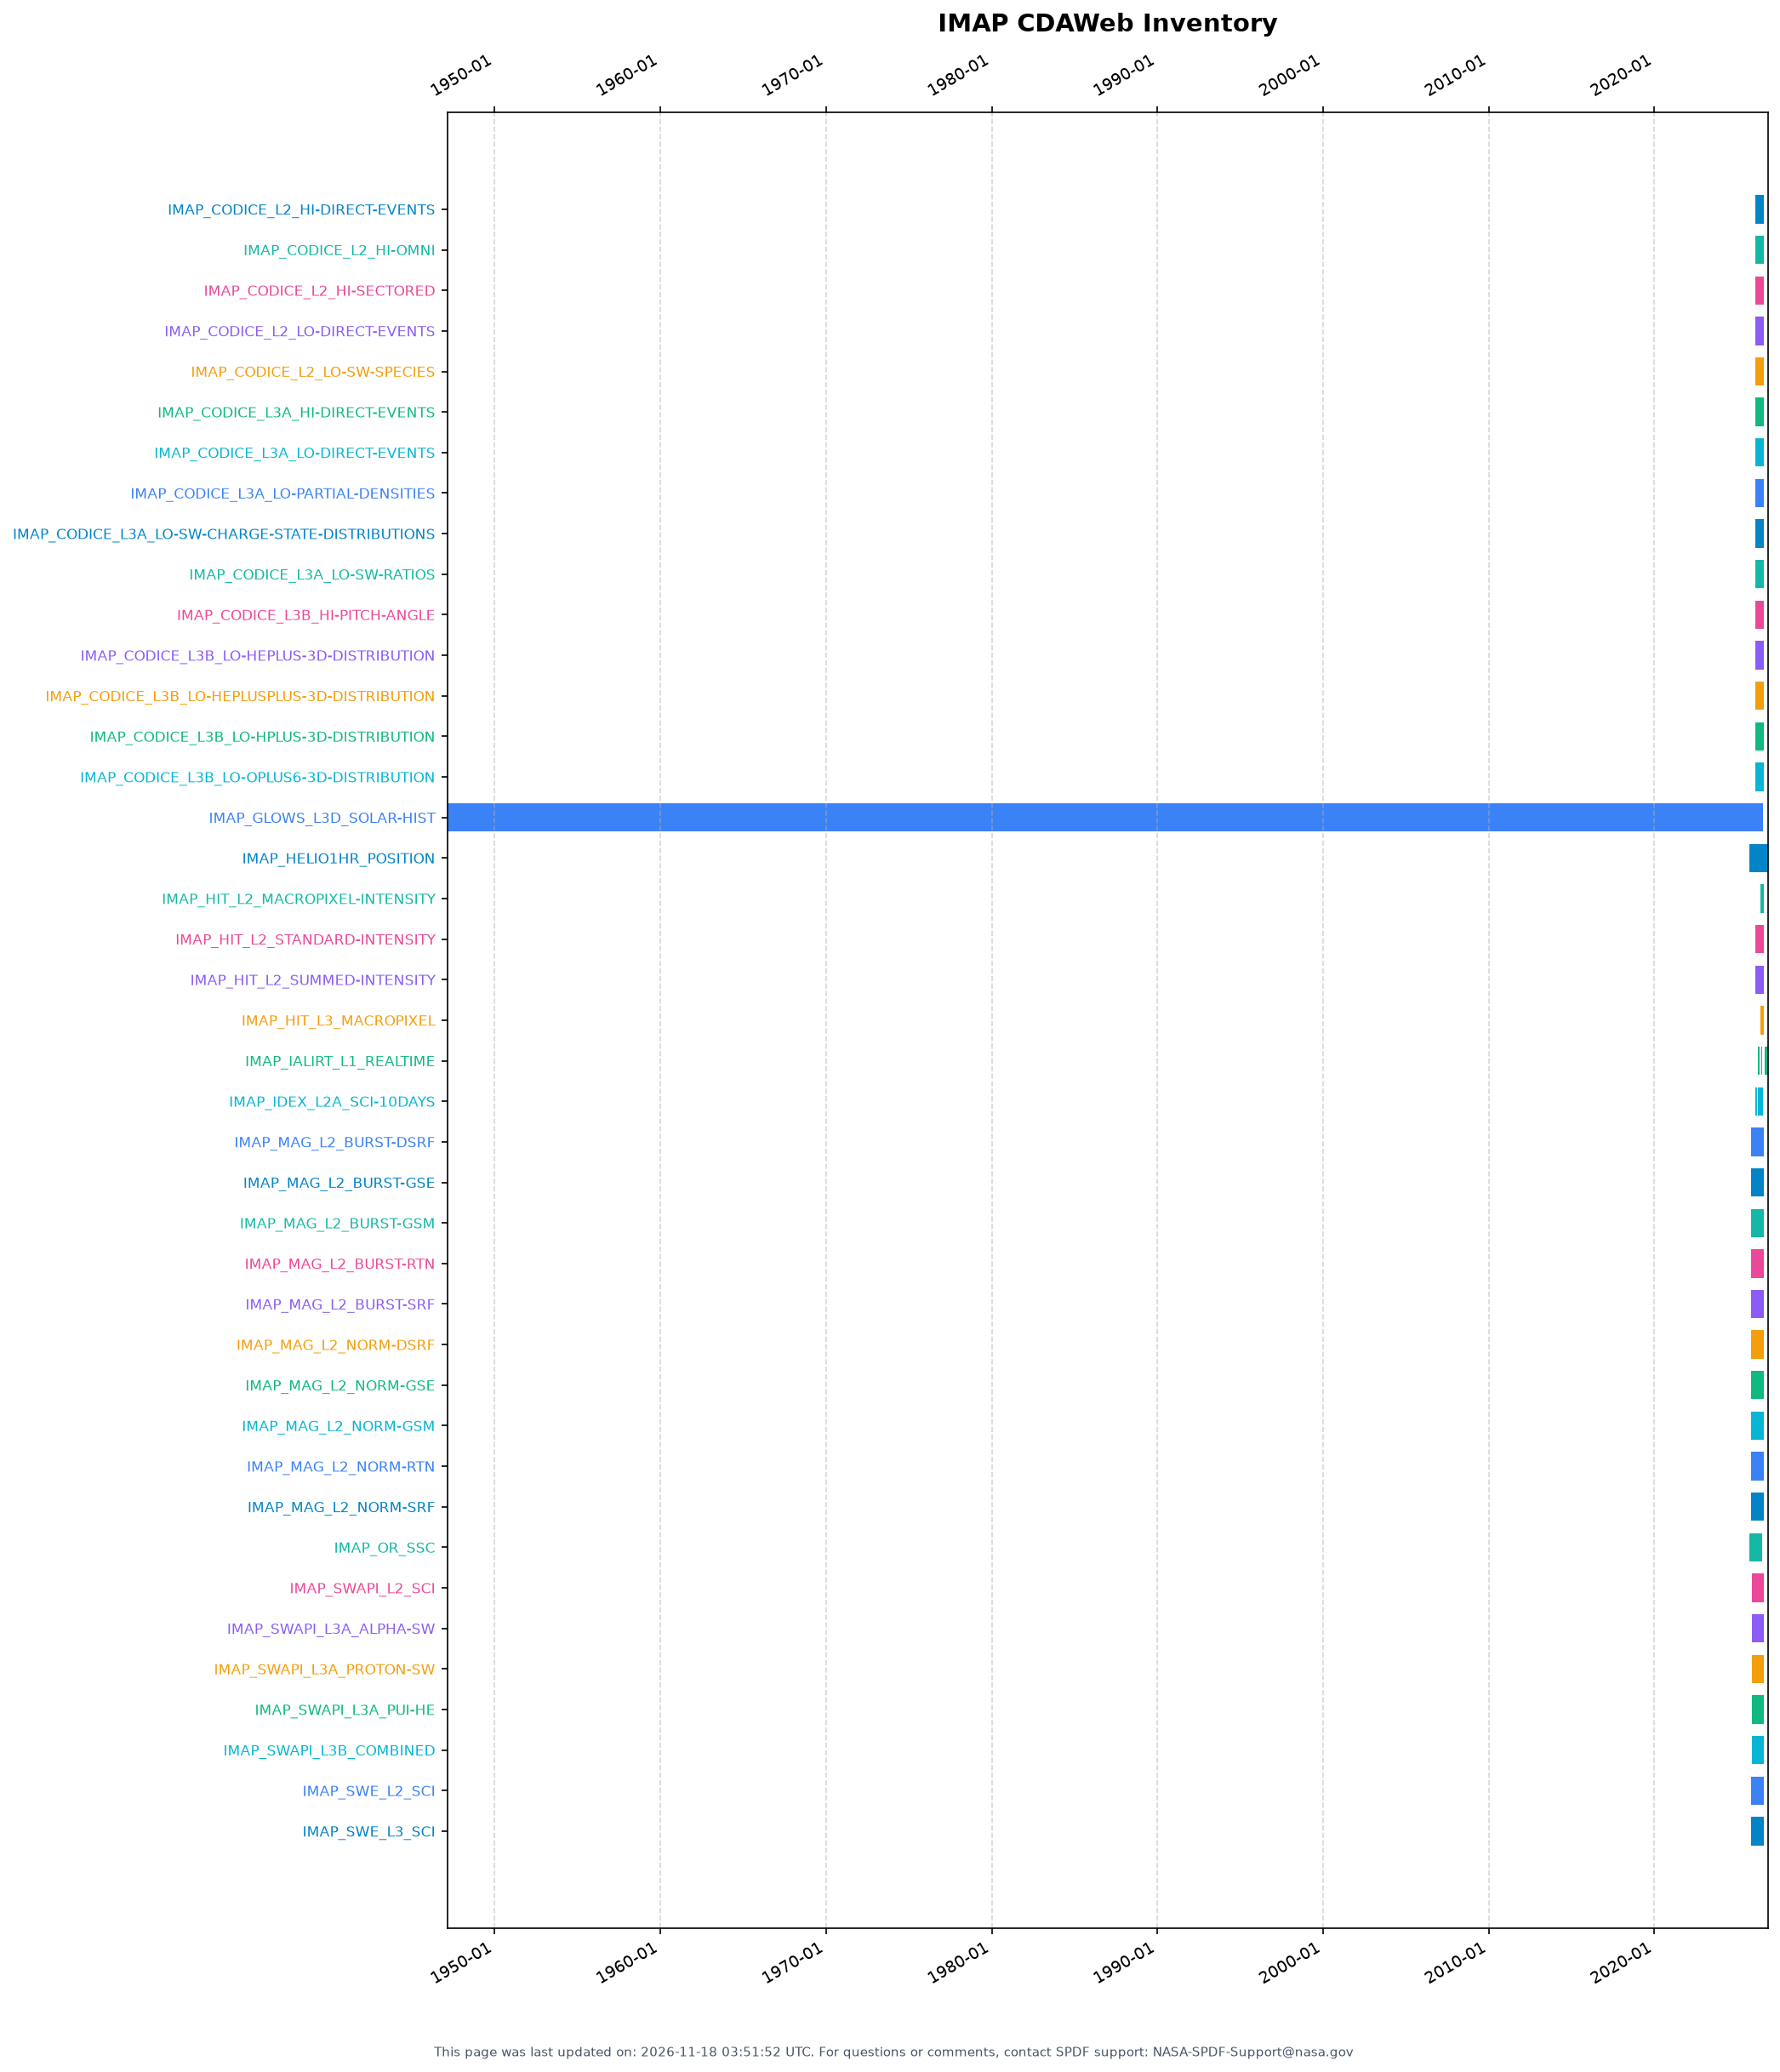 IMAP CDAWeb Inventory
1950-01 1960-01 1970-01 1980-01 1990-01 2000-01 2010-01 2020-01
IMAP_CODICE_L2_HI-DIRECT-EVENTS
IMAP_CODICE_L2_HI-OMNI
IMAP_CODICE_L2_HI-SECTORED
IMAP_CODICE_L2_LO-DIRECT-EVENTS
IMAP_CODICE_L2_LO-SW-SPECIES
IMAP_CODICE_L3A_HI-DIRECT-EVENTS
IMAP_CODICE_L3A_LO-DIRECT-EVENTS
IMAP_CODICE_L3A_LO-PARTIAL-DENSITIES
IMAP_CODICE_L3A_LO-SW-CHARGE-STATE-DISTRIBUTIONS
IMAP_CODICE_L3A_LO-SW-RATIOS
IMAP_CODICE_L3B_HI-PITCH-ANGLE
IMAP_CODICE_L3B_LO-HEPLUS-3D-DISTRIBUTION
IMAP_CODICE_L3B_LO-HEPLUSPLUS-3D-DISTRIBUTION
IMAP_CODICE_L3B_LO-HPLUS-3D-DISTRIBUTION
IMAP_CODICE_L3B_LO-OPLUS6-3D-DISTRIBUTION
IMAP_GLOWS_L3D_SOLAR-HIST
IMAP_HELIO1HR_POSITION
IMAP_HIT_L2_MACROPIXEL-INTENSITY
IMAP_HIT_L2_STANDARD-INTENSITY
IMAP_HIT_L2_SUMMED-INTENSITY
IMAP_HIT_L3_MACROPIXEL
IMAP_IALIRT_L1_REALTIME
IMAP_IDEX_L2A_SCI-10DAYS
IMAP_MAG_L2_BURST-DSRF
IMAP_MAG_L2_BURST-GSE
IMAP_MAG_L2_BURST-GSM
IMAP_MAG_L2_BURST-RTN
IMAP_MAG_L2_BURST-SRF
IMAP_MAG_L2_NORM-DSRF
IMAP_MAG_L2_NORM-GSE
IMAP_MAG_L2_NORM-GSM
IMAP_MAG_L2_NORM-RTN
IMAP_MAG_L2_NORM-SRF
IMAP_OR_SSC
IMAP_SWAPI_L2_SCI
IMAP_SWAPI_L3A_ALPHA-SW
IMAP_SWAPI_L3A_PROTON-SW
IMAP_SWAPI_L3A_PUI-HE
IMAP_SWAPI_L3B_COMBINED
IMAP_SWE_L2_SCI
IMAP_SWE_L3_SCI
1950-01 1960-01 1970-01 1980-01 1990-01 2000-01 2010-01 2020-01
This page was last updated on: 2026-11-18 03:51:52 UTC. For questions or comments, contact SPDF support: NASA-SPDF-Support@nasa.gov